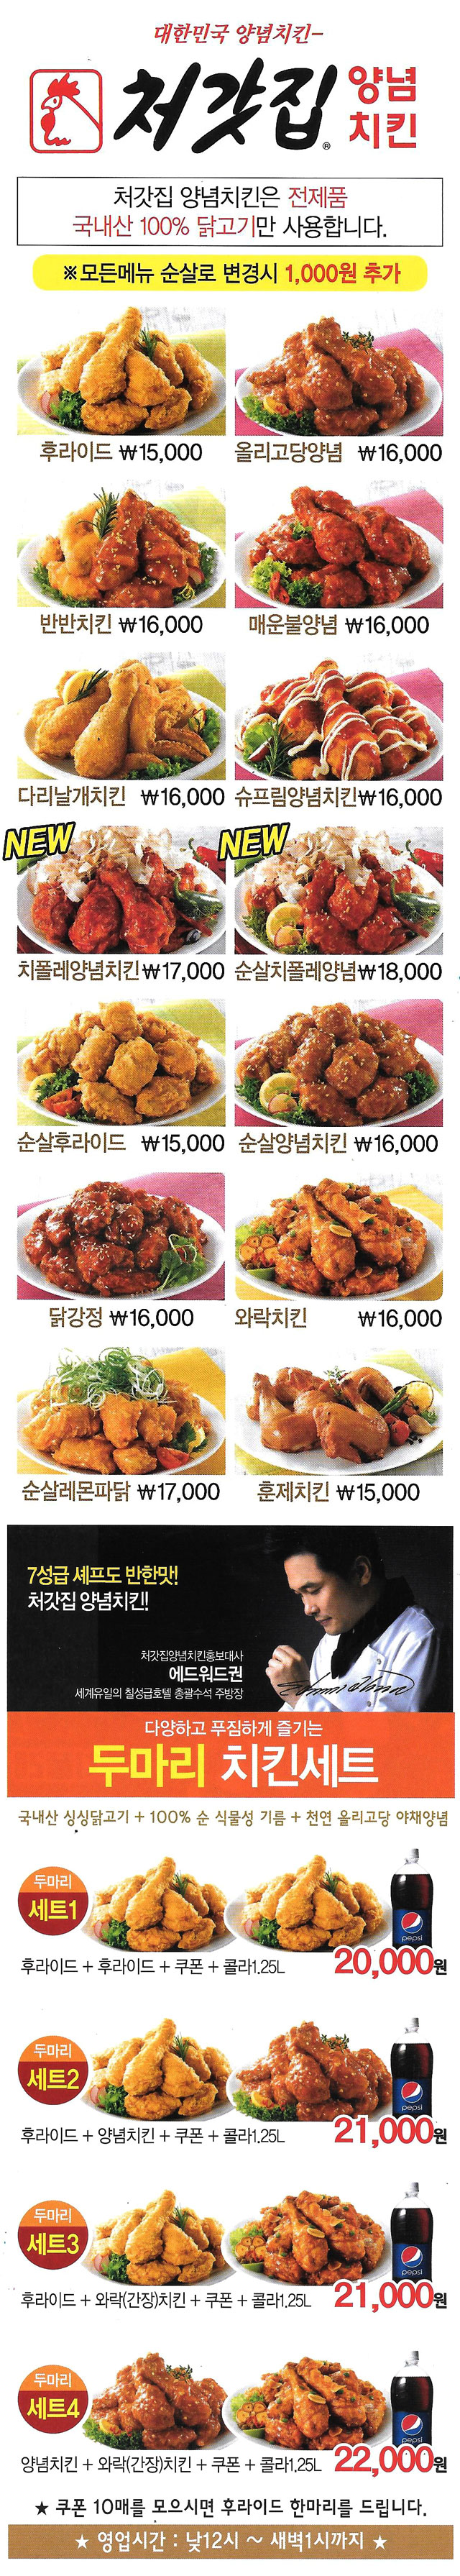 대한민국 양념치킨-
처갓집® 양념
치킨
처갓집 양념치킨은 전제품
국내산 100% 닭고기만 사용합니다.
※모든메뉴 순살로 변경시 1,000원 추가
후라이드 ₩15,000 올리고당양념 ₩16,000
반반치킨 ₩16,000 매운불양념 ₩16,000
다리날개치킨 ₩16,000 슈프림양념치킨 ₩16,000
NEW NEW
치폴레양념치킨 ₩17,000 순살치폴레양념 ₩18,000
순살후라이드 ₩15,000 순살양념치킨 ₩16,000
닭강정 ₩16,000 와락치킨 ₩16,000
순살레몬파닭 ₩17,000 훈제치킨 ₩15,000
7성급 셰프도 반한맛!
처갓집 양념치킨!
처갓집양념치킨홍보대사
에드워드권
세계유일의 칠성급호텔 총괄수석 주방장
다양하고 푸짐하게 즐기는
두마리 치킨세트
국내산 싱싱닭고기 + 100% 순 식물성 기름 + 천연 올리고당 야채양념
두마리
세트1
pepsi
후라이드 + 후라이드 + 쿠폰 + 콜라1.25L 20,000원
두마리
세트2
pepsi
후라이드 + 양념치킨 + 쿠폰 + 콜라1.25L 21,000원
두마리
세트3
pepsi
후라이드 + 와락(간장)치킨 + 쿠폰 + 콜라1.25L 21,000원
두마리
세트4
pepsi
양념치킨 + 와락(간장)치킨 + 쿠폰 + 콜라1.25L 22,000원
★ 쿠폰 10매를 모으시면 후라이드 한마리를 드립니다.
★ 영업시간 : 낮12시 ~ 새벽1시까지 ★